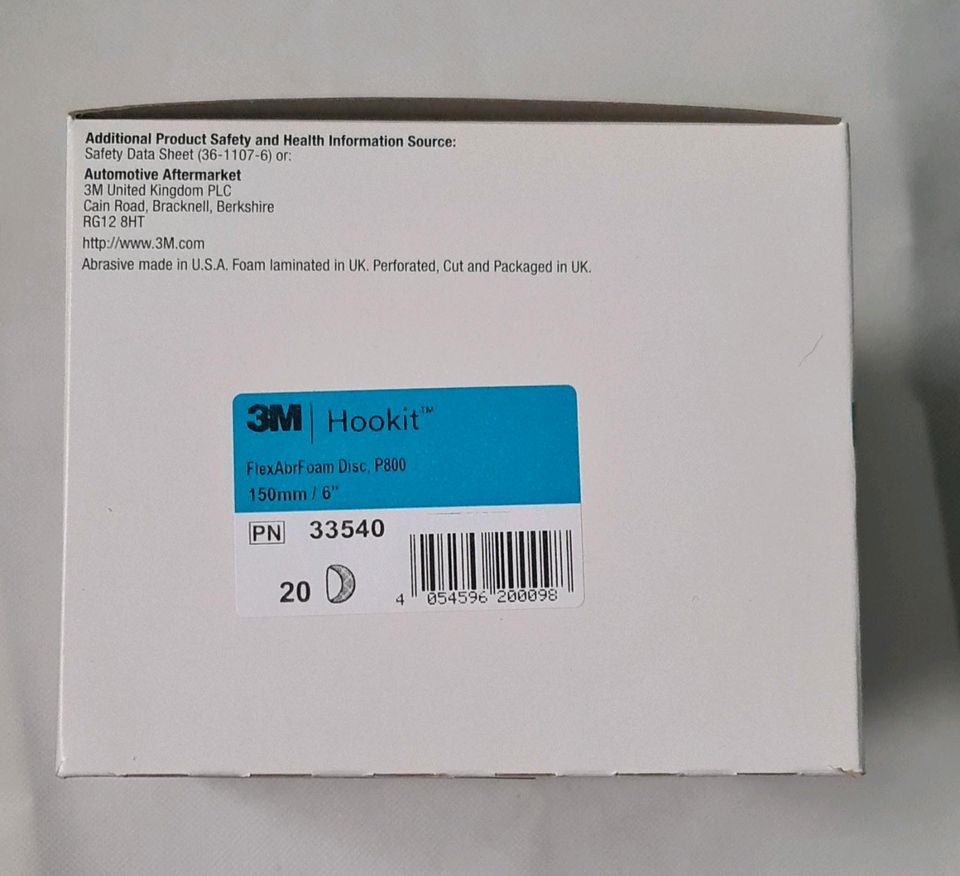 Additional Product Safety and Health Information Source:
Safety Data Sheet (36-1107-6) or:
Automotive Aftermarket
3M United Kingdom PLC
Cain Road, Bracknell, Berkshire
RG12 8HT
http://www.3M.com
Abrasive made in U.S.A. Foam laminated in UK. Perforated, Cut and Packaged in UK.
3M | Hookit™
FlexAbrFoam Disc, P800
150mm / 6"
PN 33540
20
4 054596 200098